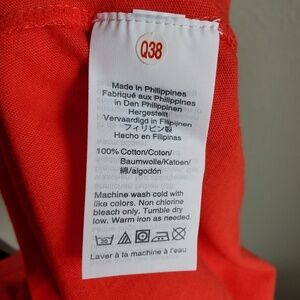 Q38
Made in Philippines
Fabriqué aux Philippines
in Den Philippinen
Hergestellt
Vervaardigd in Filipijnen
フィリピン製
Hecho en Filipinas
100% Cotton/Coton/
Baumwolle/Katoen/
綿/algodón
Machine wash cold with
like colors. Non chlorine
bleach only. Tumble dry
low. Warm iron as needed.
Laver à la machine à l'eau